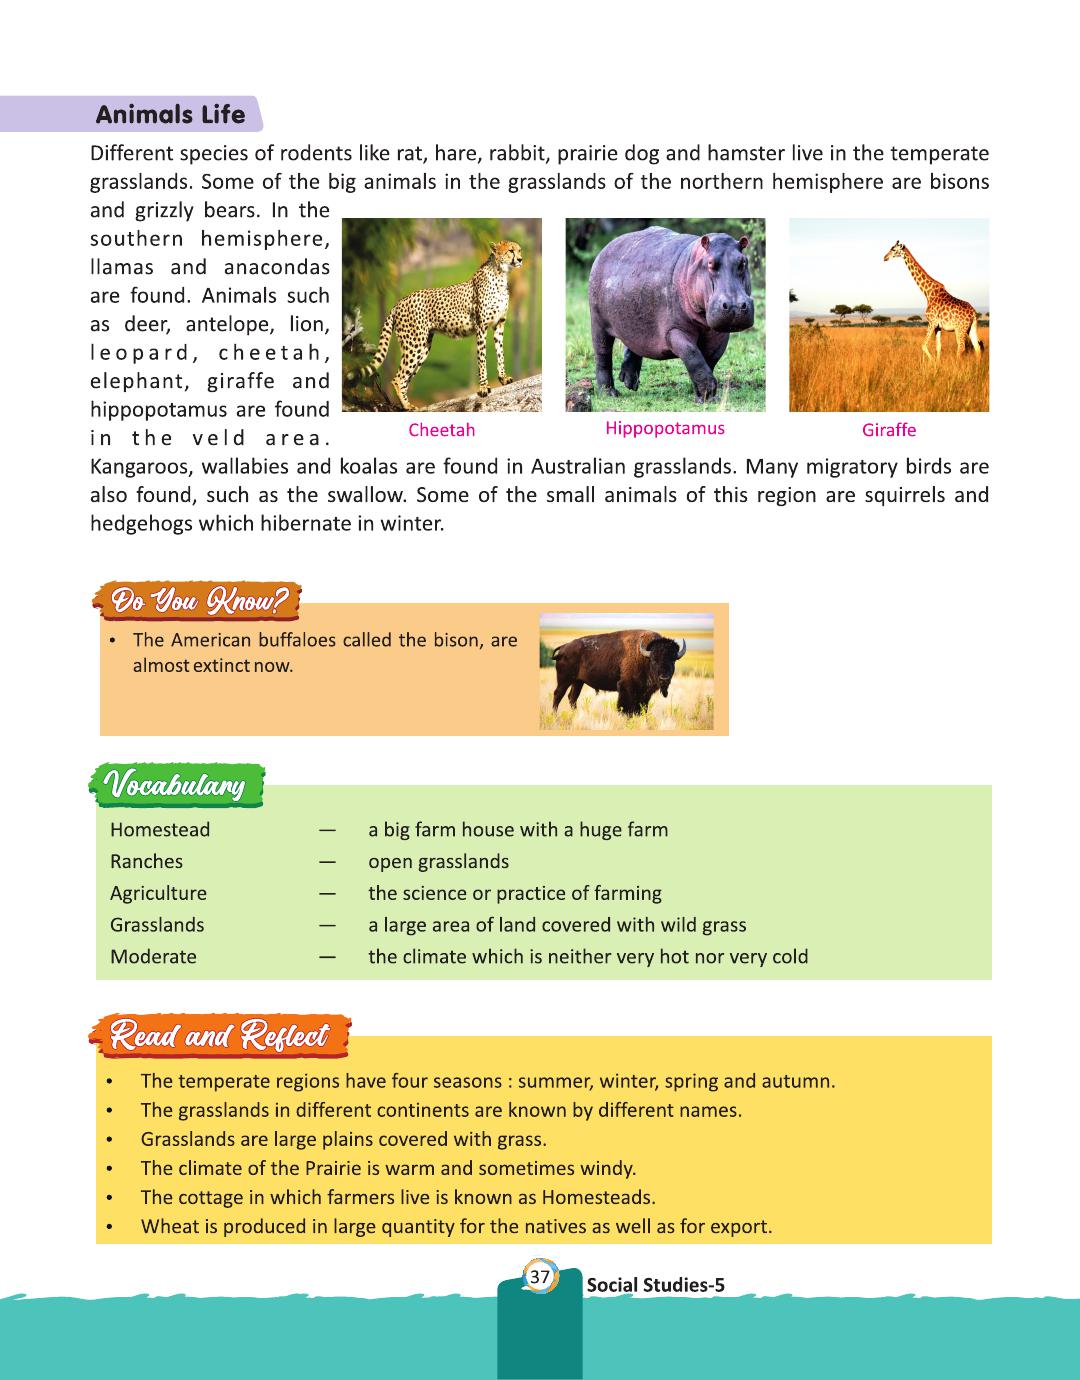 Animals Life
Different species of rodents like rat, hare, rabbit, prairie dog and hamster live in the temperate
grasslands. Some of the big animals in the grasslands of the northern hemisphere are bisons
and grizzly bears. In the
southern hemisphere,
llamas and anacondas
are found. Animals such
as deer, antelope, lion,
leopard, cheetah,
elephant, giraffe and
hippopotamus are found
in the veld area.
Cheetah
Hippopotamus
Giraffe
Kangaroos, wallabies and koalas are found in Australian grasslands. Many migratory birds are
also found, such as the swallow. Some of the small animals of this region are squirrels and
hedgehogs which hibernate in winter.
Do You Know?
• The American buffaloes called the bison, are
almost extinct now.
Vocabulary
Homestead — a big farm house with a huge farm
Ranches — open grasslands
Agriculture — the science or practice of farming
Grasslands — a large area of land covered with wild grass
Moderate — the climate which is neither very hot nor very cold
Read and Reflect
• The temperate regions have four seasons : summer, winter, spring and autumn.
• The grasslands in different continents are known by different names.
• Grasslands are large plains covered with grass.
• The climate of the Prairie is warm and sometimes windy.
• The cottage in which farmers live is known as Homesteads.
• Wheat is produced in large quantity for the natives as well as for export.
37
Social Studies-5